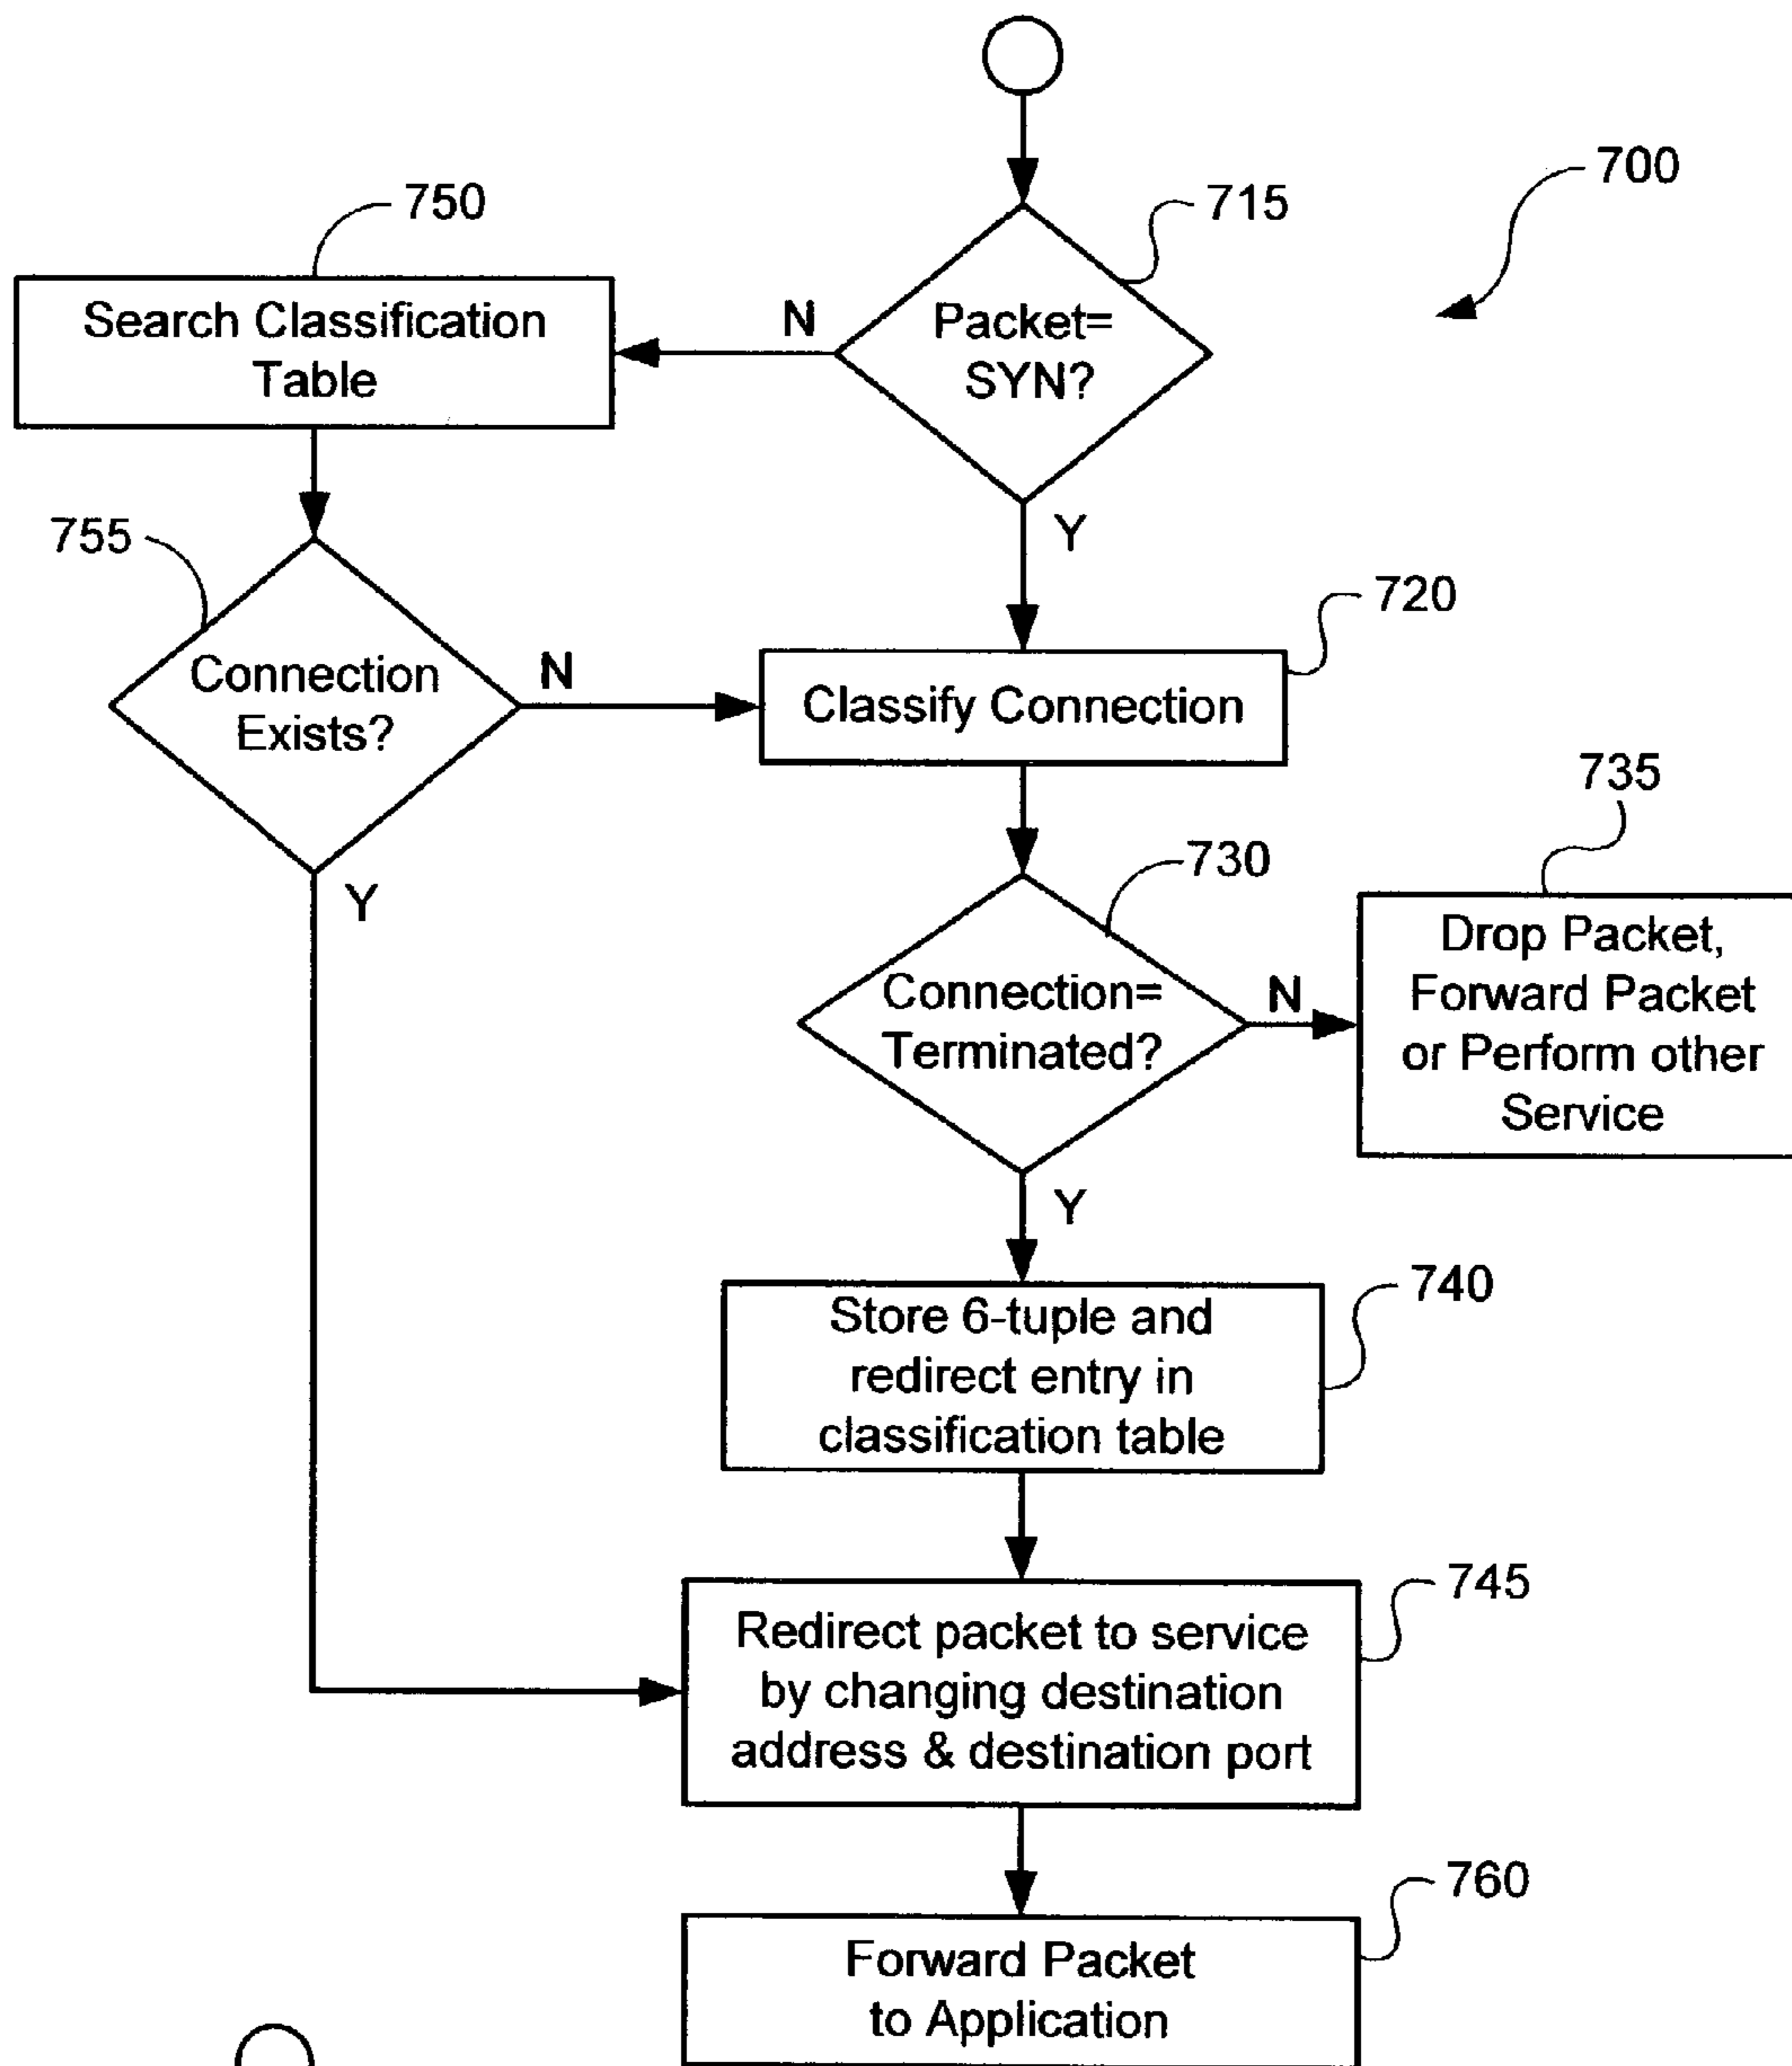 700
715
Packet=
SYN?
N
Y
750
Search Classification
Table
755
Connection
Exists?
N
Y
720
Classify Connection
730
Connection=
Terminated?
N
Y
735
Drop Packet,
Forward Packet
or Perform other
Service
740
Store 6-tuple and
redirect entry in
classification table
745
Redirect packet to service
by changing destination
address & destination port
760
Forward Packet
to Application